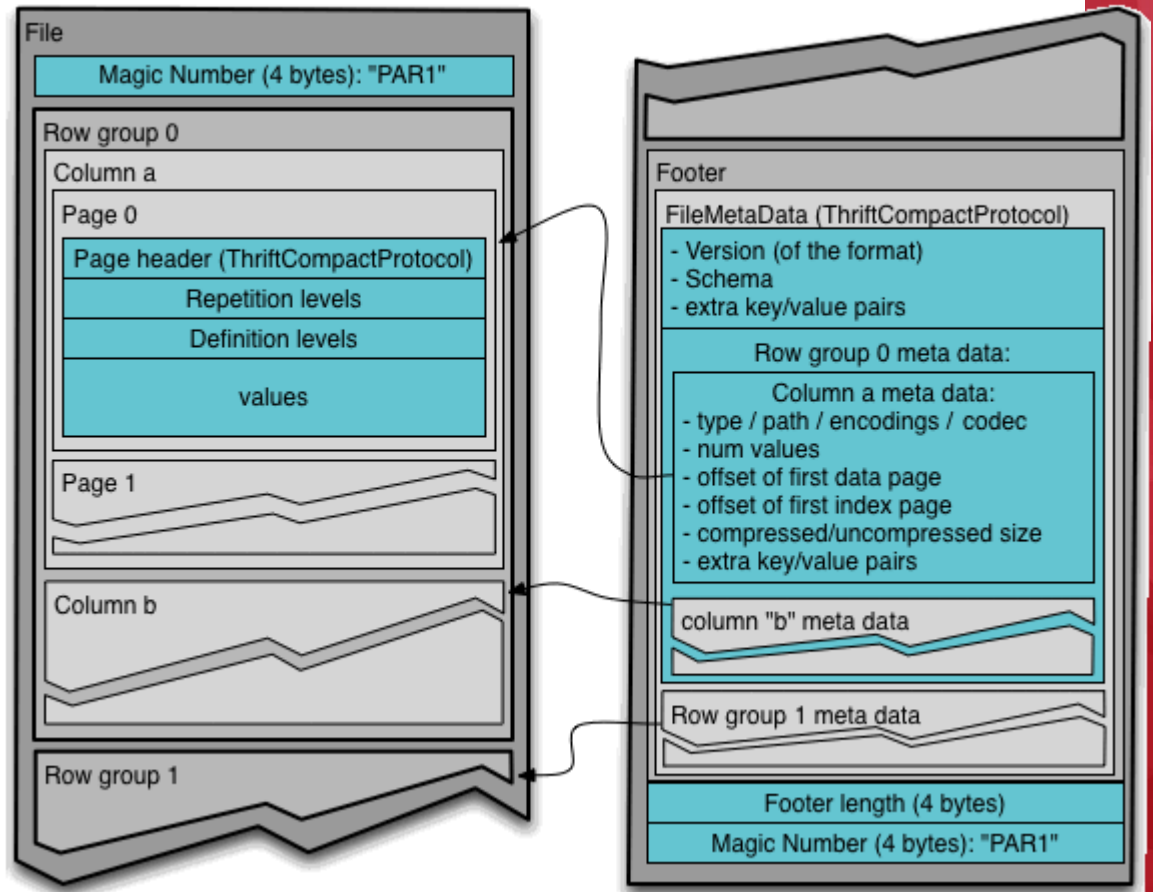 File
Magic Number (4 bytes): "PAR1"
Row group 0
Column a
Page 0
Page header (ThriftCompactProtocol)
Repetition levels
Definition levels
values
Page 1
Column b
Row group 1
Footer
FileMetaData (ThriftCompactProtocol)
- Version (of the format)
- Schema
- extra key/value pairs
Row group 0 meta data:
Column a meta data:
- type / path / encodings / codec
- num values
- offset of first data page
- offset of first index page
- compressed/uncompressed size
- extra key/value pairs
column "b" meta data
Row group 1 meta data
Footer length (4 bytes)
Magic Number (4 bytes): "PAR1"